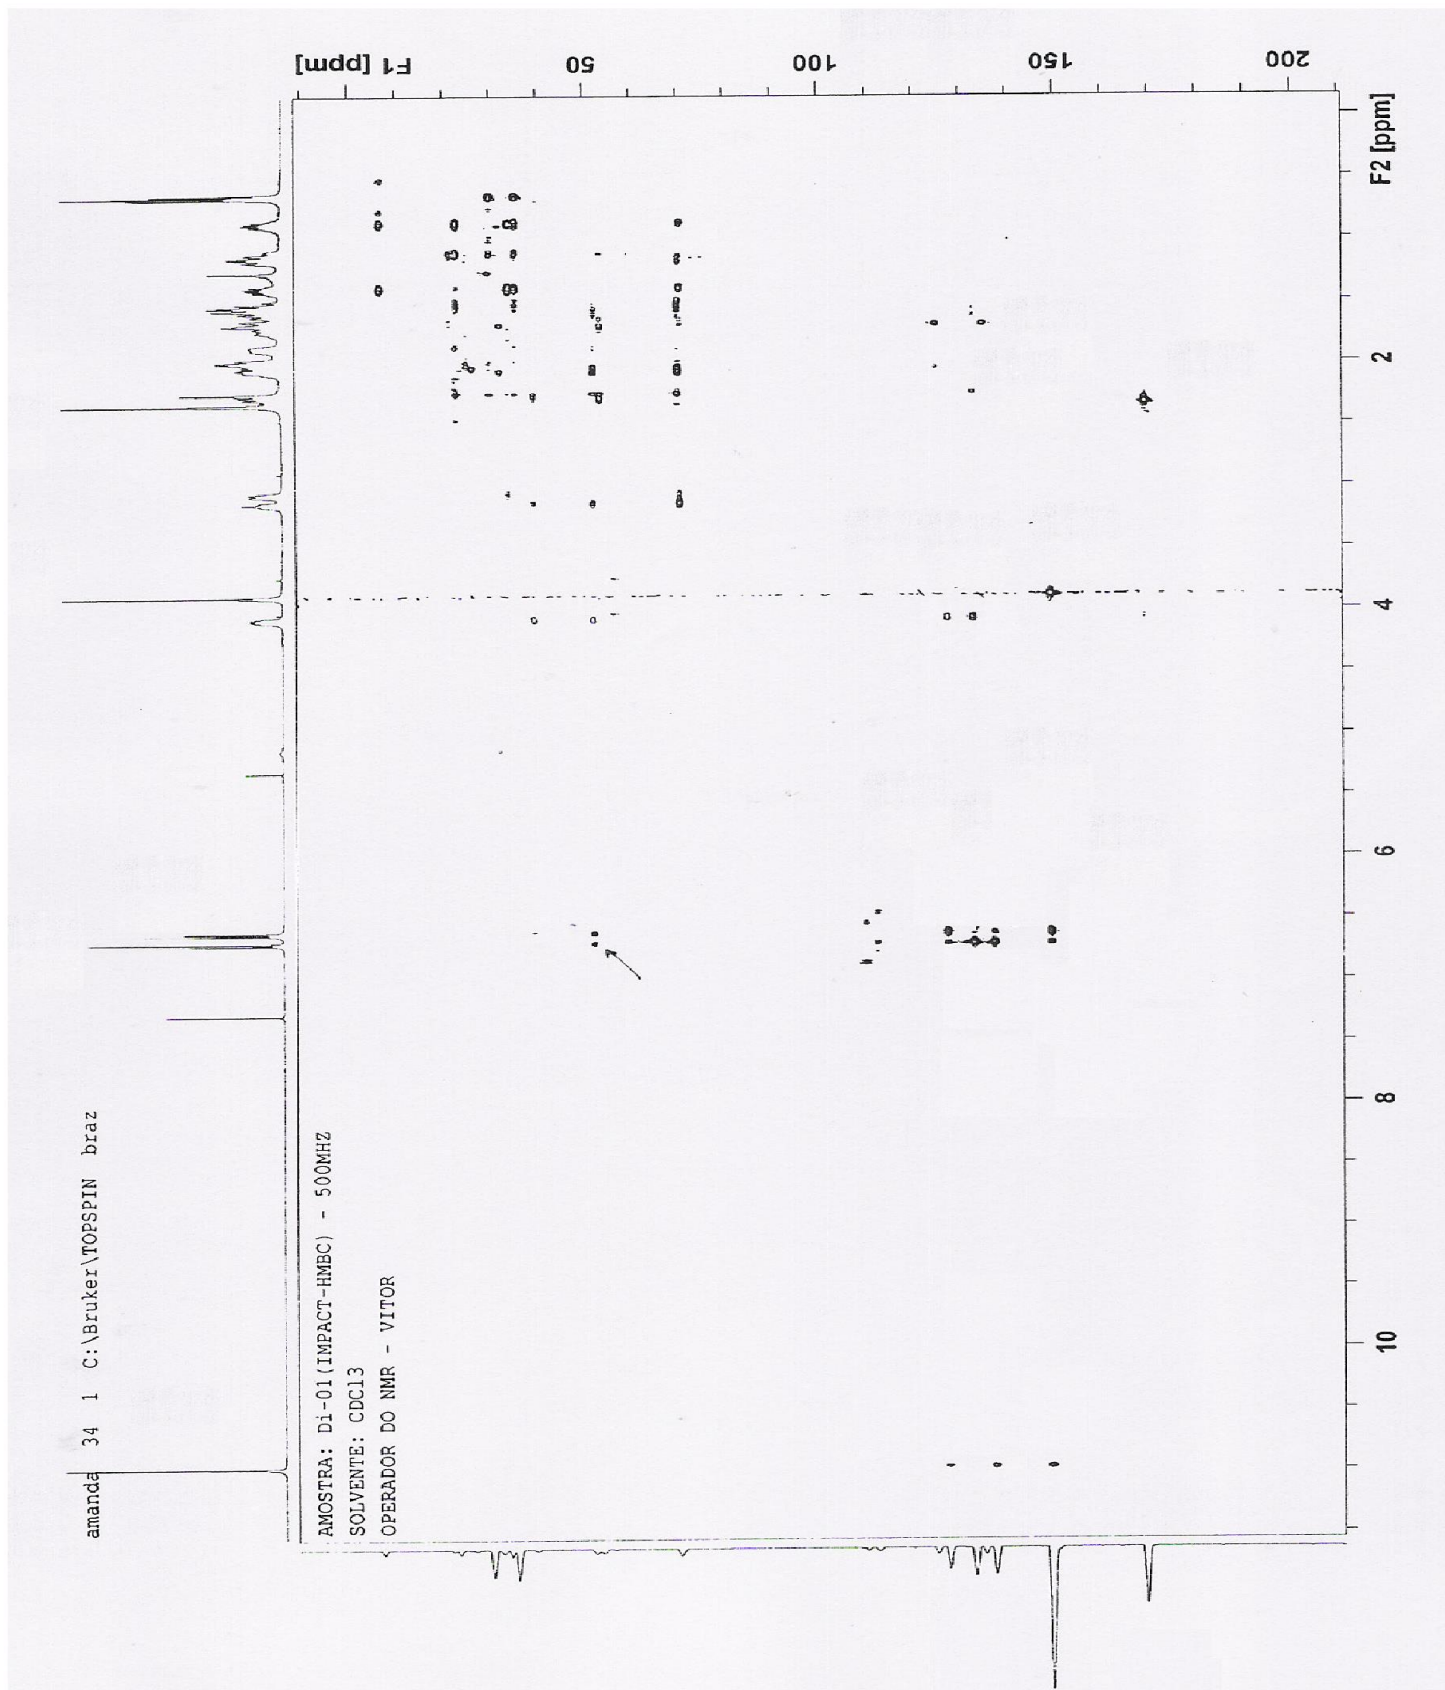 amanda 34 1 C:\Bruker\TOPSPIN braz
AMOSTRA: Di-01(IMPACT-HMBC) - 500MHZ
SOLVENTE: CDCl3
OPERADOR DO NMR - VITOR
F2 [ppm]
2
4
6
8
10
F1 [ppm]
50
100
150
200